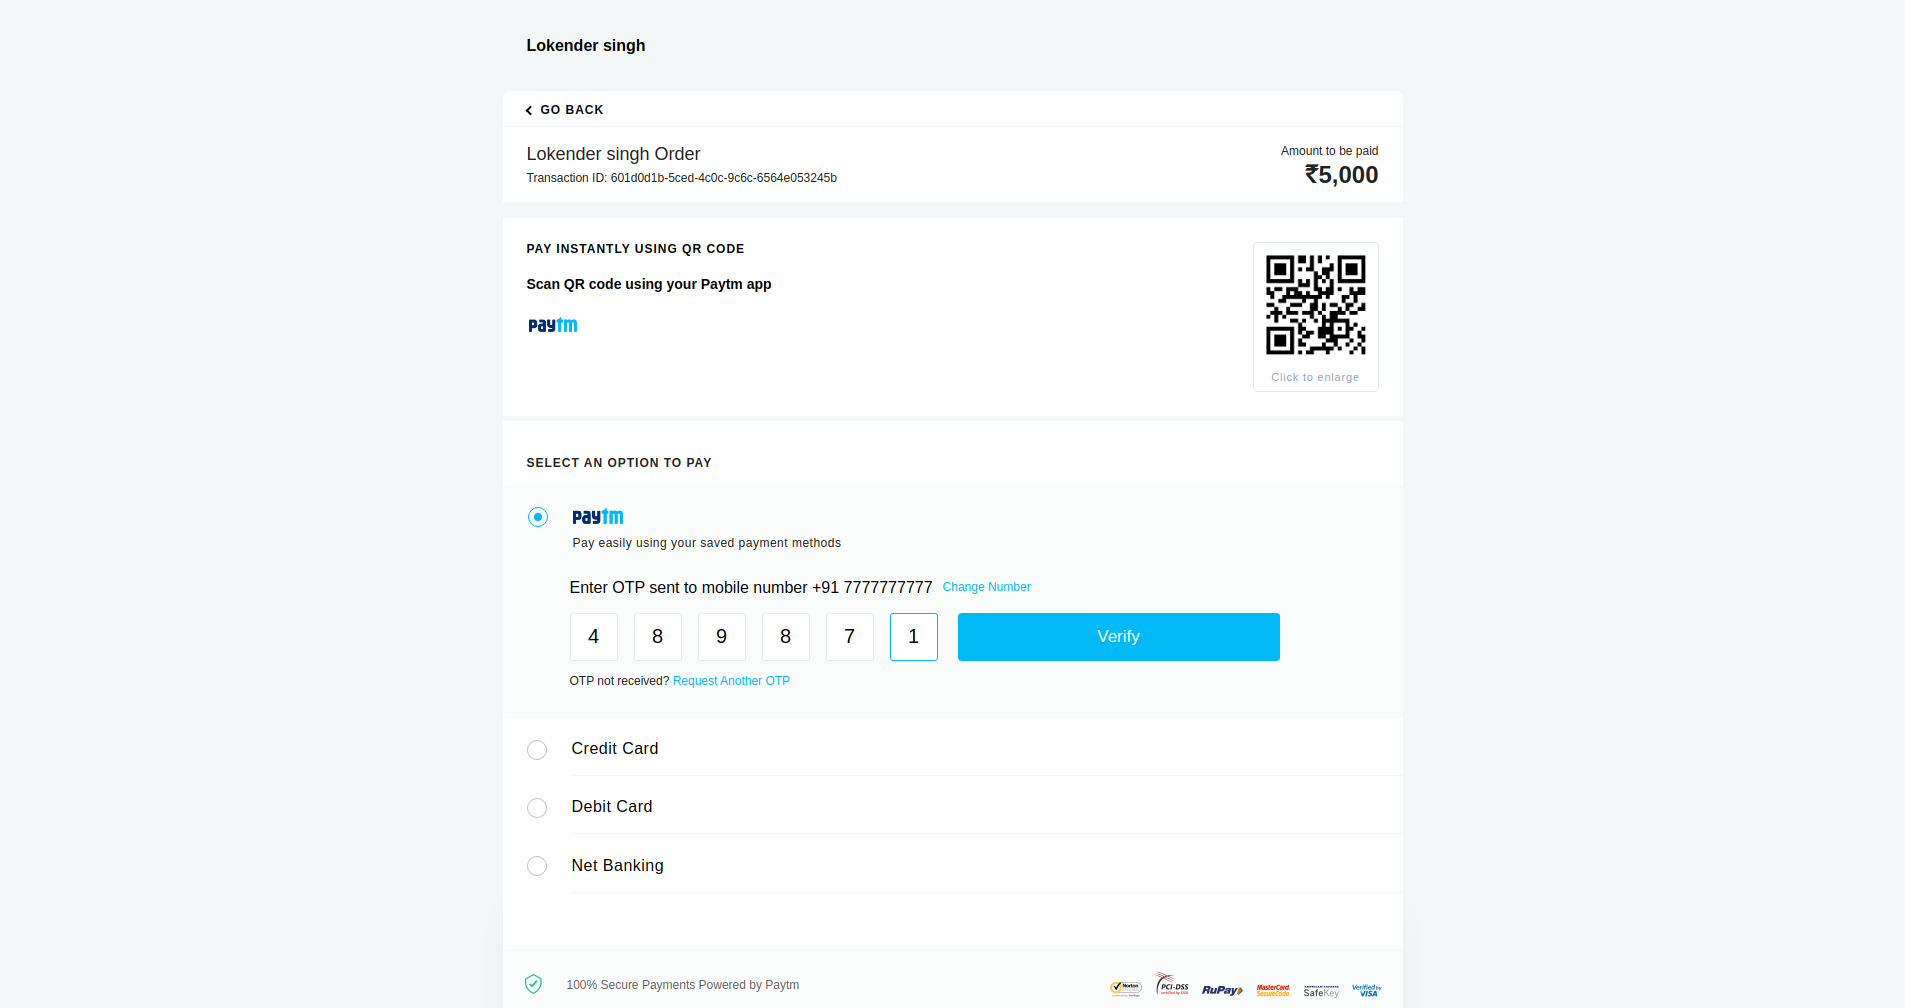 Lokender singh
GO BACK
Lokender singh Order
Transaction ID: 601d0d1b-5ced-4c0c-9c6c-6564e053245b
Amount to be paid
₹5,000
PAY INSTANTLY USING QR CODE
Scan QR code using your Paytm app
paytm
Click to enlarge
SELECT AN OPTION TO PAY
paytm
Pay easily using your saved payment methods
Enter OTP sent to mobile number +91 7777777777 Change Number
4 8 9 8 7 1 Verify
OTP not received? Request Another OTP
Credit Card
Debit Card
Net Banking
100% Secure Payments Powered by Paytm
Norton
PCI-DSS
RuPay
MasterCard.
SecureCode.
AMERICAN EXPRESS
SafeKey
Verified by
VISA